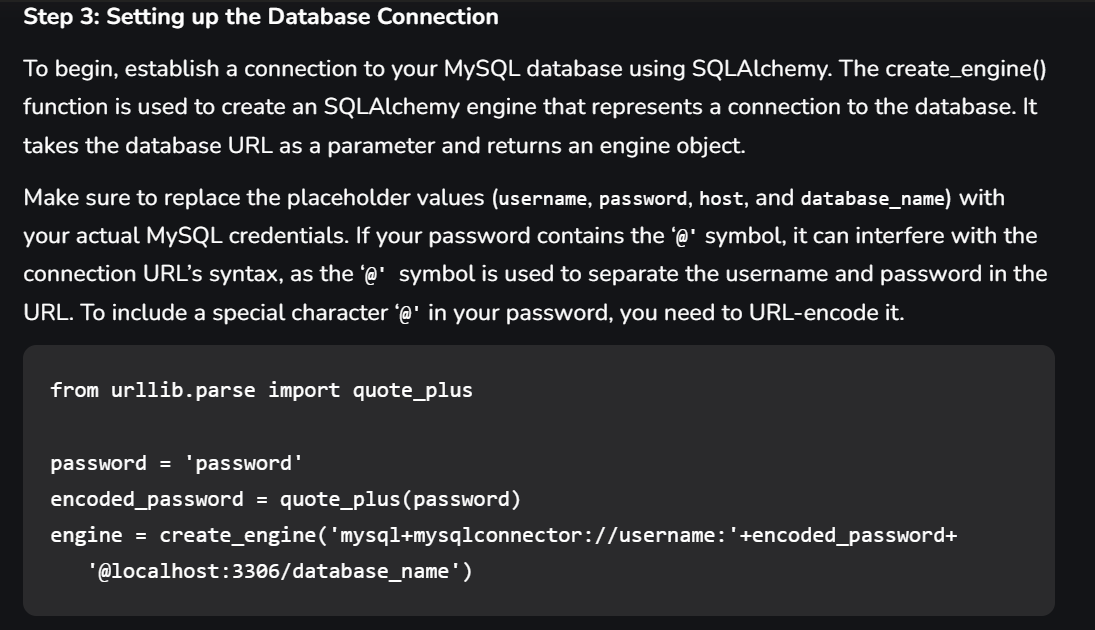 Step 3: Setting up the Database Connection
To begin, establish a connection to your MySQL database using SQLAlchemy. The create_engine()
function is used to create an SQLAlchemy engine that represents a connection to the database. It
takes the database URL as a parameter and returns an engine object.
Make sure to replace the placeholder values (username, password, host, and database_name) with
your actual MySQL credentials. If your password contains the ‘@' symbol, it can interfere with the
connection URL’s syntax, as the ‘@' symbol is used to separate the username and password in the
URL. To include a special character ‘@' in your password, you need to URL-encode it.
from urllib.parse import quote_plus
password = 'password'
encoded_password = quote_plus(password)
engine = create_engine('mysql+mysqlconnector://username:'+encoded_password+
'@localhost:3306/database_name')